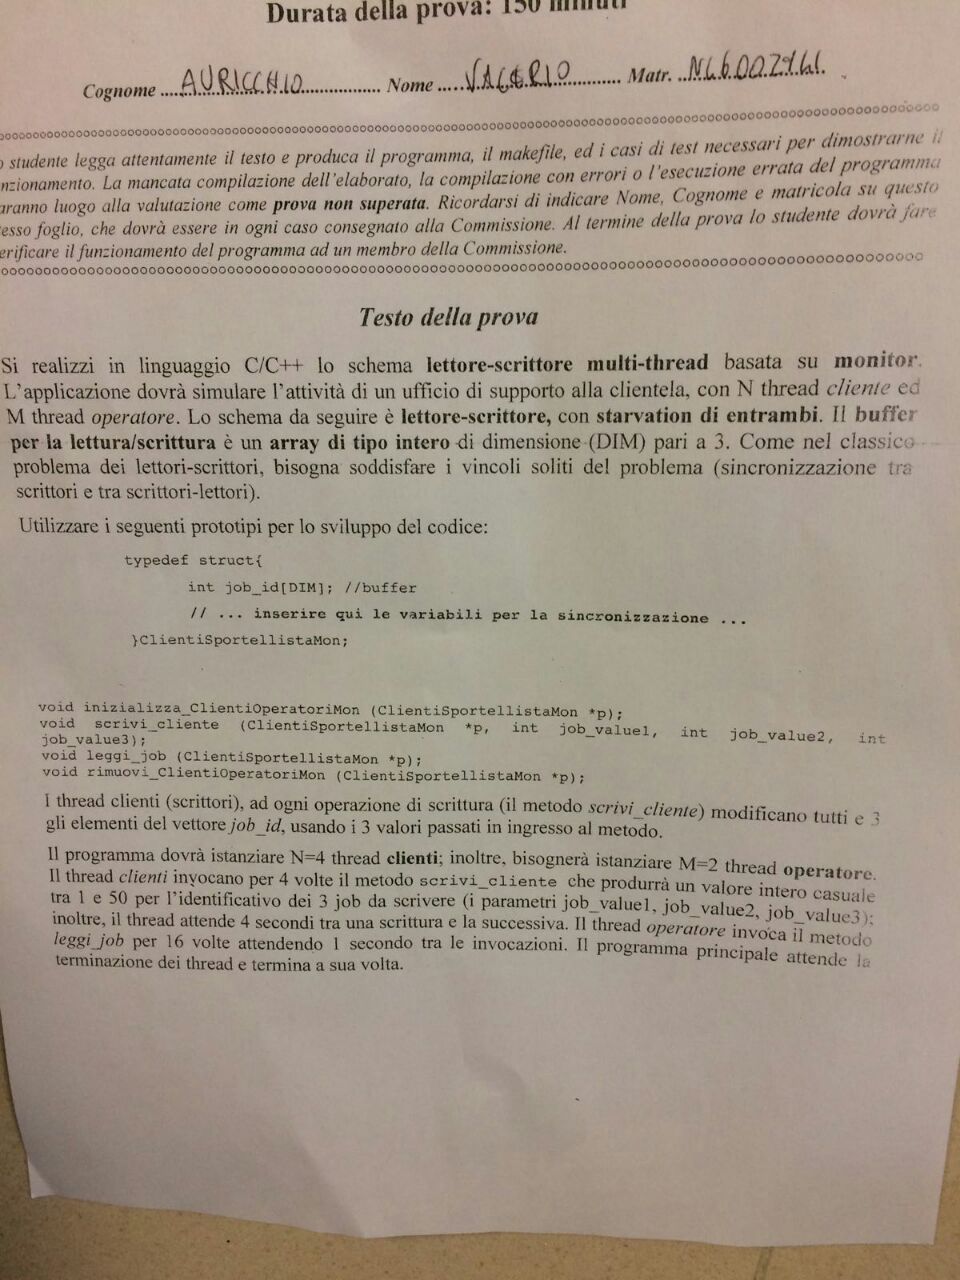 Durata della prova: 150 minuti
Cognome ....AURICCHIO................ Nome .....VALERIO........... Matr. ..N46002941.
studente legga attentamente il testo e produca il programma, il makefile, ed i casi di test necessari per dimostrarne il
nzionamento. La mancata compilazione dell'elaborato, la compilazione con errori o l'esecuzione errata del programma
aranno luogo alla valutazione come prova non superata. Ricordarsi di indicare Nome, Cognome e matricola su questo
esso foglio, che dovrà essere in ogni caso consegnato alla Commissione. Al termine della prova lo studente dovrà fare
erificare il funzionamento del programma ad un membro della Commissione.
Testo della prova
Si realizzi in linguaggio C/C++ lo schema lettore-scrittore multi-thread basata su monitor.
L'applicazione dovrà simulare l'attività di un ufficio di supporto alla clientela, con N thread cliente ed
M thread operatore. Lo schema da seguire è lettore-scrittore, con starvation di entrambi. Il buffer
per la lettura/scrittura è un array di tipo intero di dimensione (DIM) pari a 3. Come nel classico
problema dei lettori-scrittori, bisogna soddisfare i vincoli soliti del problema (sincronizzazione tra
scrittori e tra scrittori-lettori).
Utilizzare i seguenti prototipi per lo sviluppo del codice:
typedef struct{
int job_id[DIM]; //buffer
// ... inserire qui le variabili per la sincronizzazione ...
}ClientiSportellistaMon;
void inizializza_ClientiOperatoriMon (ClientiSportellistaMon *p);
void scrivi_cliente (ClientiSportellistaMon *p, int job_value1, int job_value2, int
job_value3);
void leggi_job (ClientiSportellistaMon *p);
void rimuovi_ClientiOperatoriMon (ClientiSportellistaMon *p);
I thread clienti (scrittori), ad ogni operazione di scrittura (il metodo scrivi_cliente) modificano tutti e 3
gli elementi del vettore job_id, usando i 3 valori passati in ingresso al metodo.
Il programma dovrà istanziare N=4 thread clienti; inoltre, bisognerà istanziare M=2 thread operatore.
Il thread clienti invocano per 4 volte il metodo scrivi_cliente che produrrà un valore intero casuale
tra 1 e 50 per l'identificativo dei 3 job da scrivere (i parametri job_value1, job_value2, job_value3);
inoltre, il thread attende 4 secondi tra una scrittura e la successiva. Il thread operatore invoca il metodo
leggi_job per 16 volte attendendo 1 secondo tra le invocazioni. Il programma principale attende la
terminazione dei thread e termina a sua volta.